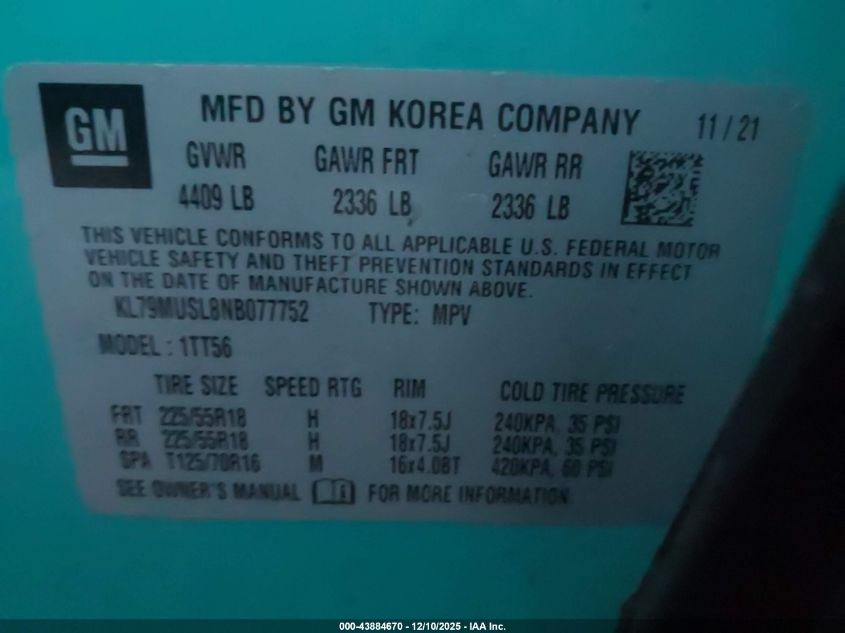 GM
MFD BY GM KOREA COMPANY 11/21
GVWR GAWR FRT GAWR RR
4409 LB 2336 LB 2336 LB
THIS VEHICLE CONFORMS TO ALL APPLICABLE U.S. FEDERAL MOTOR
VEHICLE SAFETY AND THEFT PREVENTION STANDARDS IN EFFECT
ON THE DATE OF MANUFACTURE SHOWN ABOVE.
KL79MUSL8NB077752 TYPE: MPV
MODEL : 1TT56
TIRE SIZE SPEED RTG RIM COLD TIRE PRESSURE
FRT 225/55R18 H 18x7.5J 240KPA, 35 PSI
RR 225/55R18 H 18x7.5J 240KPA, 35 PSI
SPA T125/70R16 M 16x4.0BT 420KPA, 60 PSI
SEE OWNER'S MANUAL FOR MORE INFORMATION
000-43884670 - 12/10/2025 - IAA Inc.